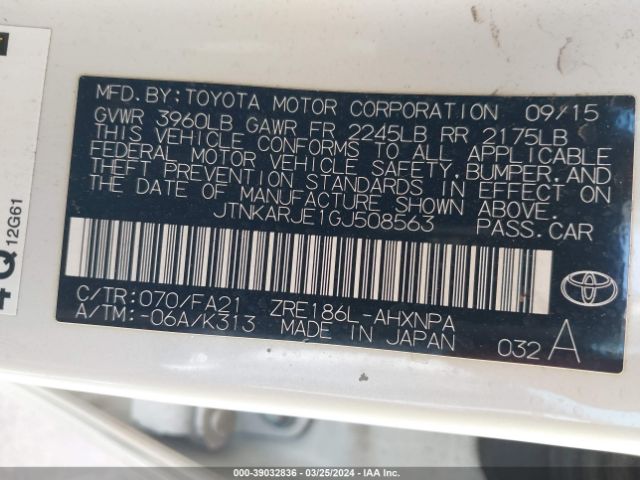 MFD. BY: TOYOTA MOTOR CORPORATION 09/15
GVWR 3960LB GAWR FR 2245LB RR 2175LB
THIS VEHICLE CONFORMS TO ALL APPLICABLE
FEDERAL MOTOR VEHICLE SAFETY, BUMPER, AND
THEFT PREVENTION STANDARDS IN EFFECT ON
THE DATE OF MANUFACTURE SHOWN ABOVE.
JTNKARJE1GJ508563 PASS.CAR
C/TR: 070/FA21 ZRE186L-AHXNPA
A/TM: -06A/K313 MADE IN JAPAN 032 A
TOYOTA
Q 12G61
000-39032836 - 03/25/2024 - IAA Inc.